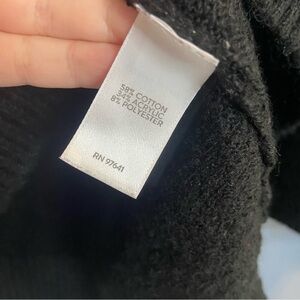 58% COTTON
34% ACRYLIC
8% POLYESTER
RN 97641